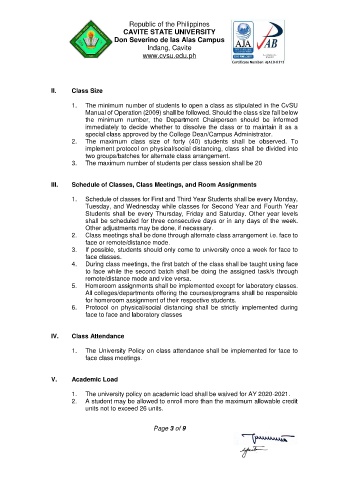 Republic of the Philippines
CAVITE STATE UNIVERSITY
Don Severino de las Alas Campus
Indang, Cavite
www.cvsu.edu.ph
AJA
PAB
II. Class Size
1. The minimum number of students to open a class as stipulated in the CvSU
Manual of Operation (2009) shall be followed. Should the class size fall below
the minimum number, the Department Chairperson should be informed
immediately to decide whether to dissolve the class or to maintain it as a
special class approved by the College Dean/Campus Administrator.
2. The maximum class size of forty (40) students shall be observed. To
implement protocol on physical/social distancing, class shall be divided into
two groups/batches for alternate class arrangement.
3. The maximum number of students per class session shall be 20
III. Schedule of Classes, Class Meetings, and Room Assignments
1. Schedule of classes for First and Third Year Students shall be every Monday,
Tuesday, and Wednesday while classes for Second Year and Fourth Year
Students shall be every Thursday, Friday and Saturday. Other year levels
shall be scheduled for three consecutive days or in any days of the week.
Other adjustments may be done, if necessary.
2. Class meetings shall be done through alternate class arrangement i.e. face to
face or remote/distance mode.
3. If possible, students should only come to university once a week for face to
face classes.
4. During class meetings, the first batch of the class shall be taught using face
to face while the second batch shall be doing the assigned task/s through
remote/distance mode and vice versa.
5. Homeroom assignments shall be implemented except for laboratory classes.
All colleges/departments offering the courses/programs shall be responsible
for homeroom assignment of their respective students.
6. Protocol on physical/social distancing shall be strictly implemented during
face to face and laboratory classes
IV. Class Attendance
1. The University Policy on class attendance shall be implemented for face to
face class meetings.
V. Academic Load
1. The university policy on academic load shall be waived for AY 2020-2021.
2. A student may be allowed to enroll more than the maximum allowable credit
units not to exceed 26 units.
Page 3 of 9